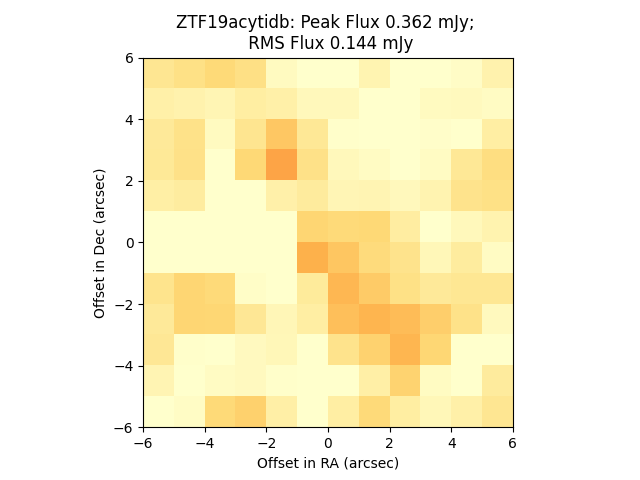 ZTF19acytidb: Peak Flux 0.362 mJy;
RMS Flux 0.144 mJy
6
4
2
0
−2
−4
−6
Offset in Dec (arcsec)
−6 −4 −2 0 2 4 6
Offset in RA (arcsec)